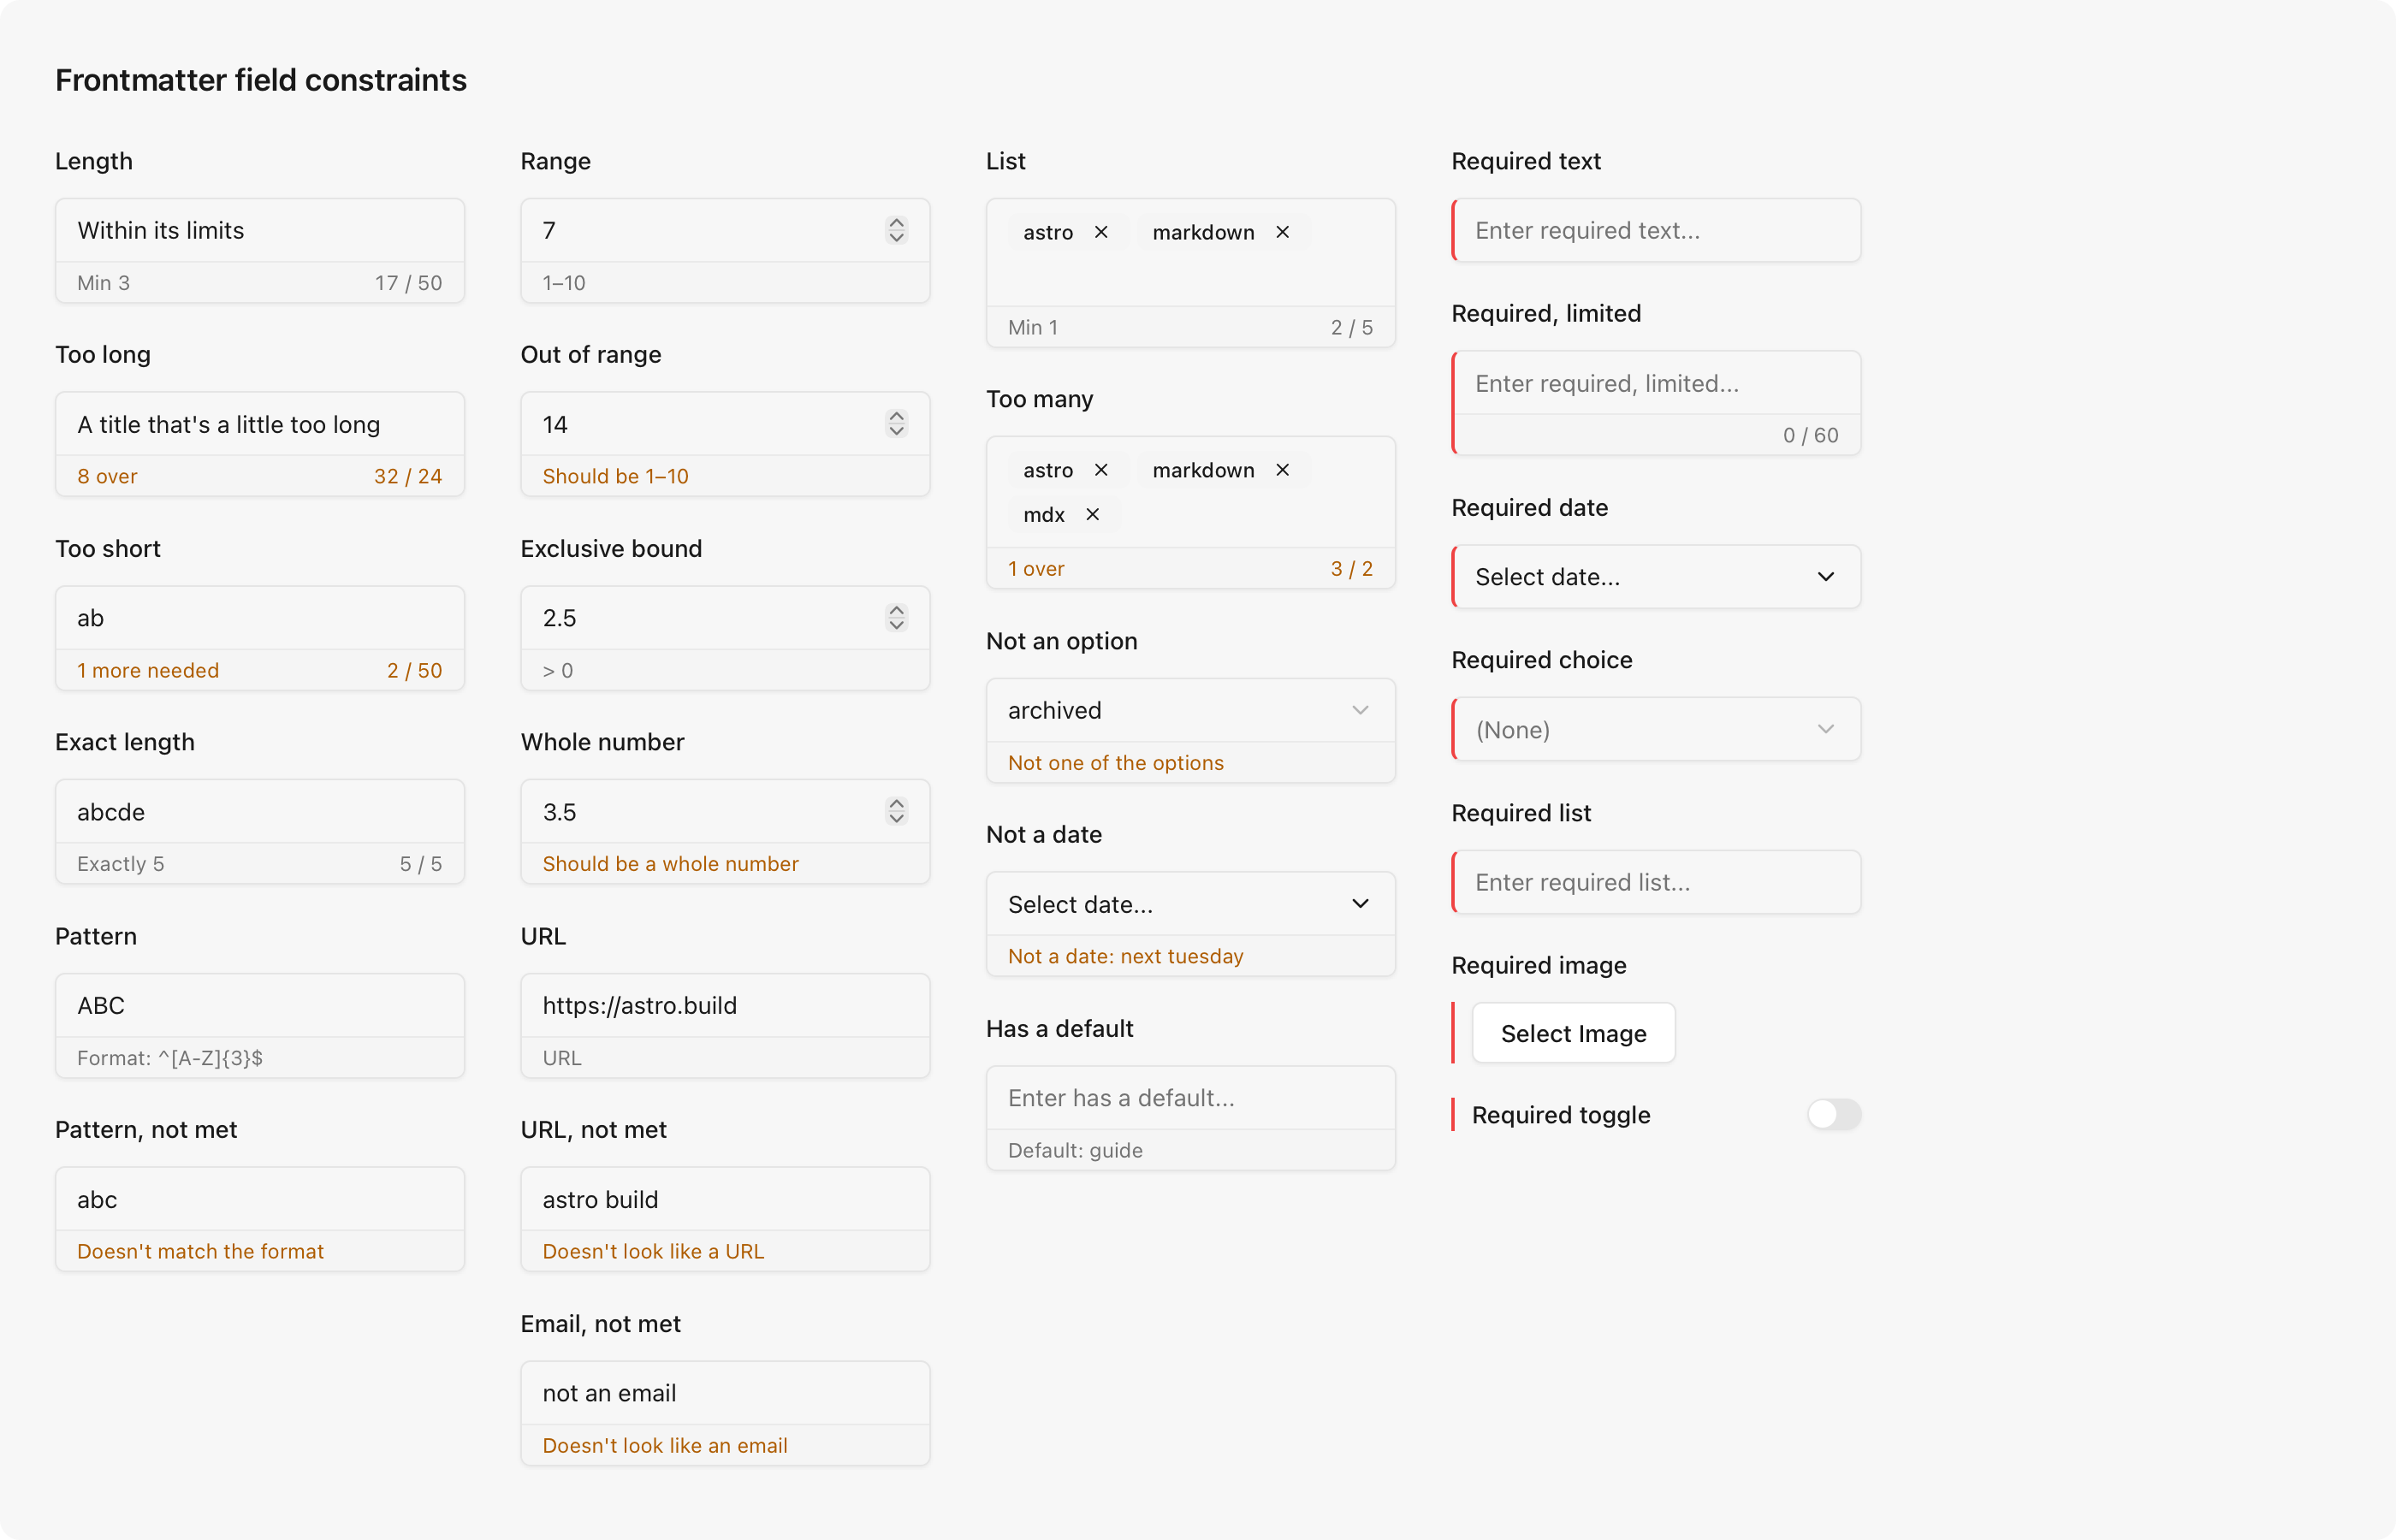 Frontmatter field constraints
Length
Within its limits
Min 3 17 / 50
Too long
A title that's a little too long
8 over 32 / 24
Too short
ab
1 more needed 2 / 50
Exact length
abcde
Exactly 5 5 / 5
Pattern
ABC
Format: ^[A-Z]{3}$
Pattern, not met
abc
Doesn't match the format
Range
7
1–10
Out of range
14
Should be 1–10
Exclusive bound
2.5
> 0
Whole number
3.5
Should be a whole number
URL
https://astro.build
URL
URL, not met
astro build
Doesn't look like a URL
Email, not met
not an email
Doesn't look like an email
List
astro markdown
Min 1 2 / 5
Too many
astro markdown
mdx
1 over 3 / 2
Not an option
archived
Not one of the options
Not a date
Select date...
Not a date: next tuesday
Has a default
Enter has a default...
Default: guide
Required text
Enter required text...
Required, limited
Enter required, limited...
0 / 60
Required date
Select date...
Required choice
(None)
Required list
Enter required list...
Required image
Select Image
Required toggle